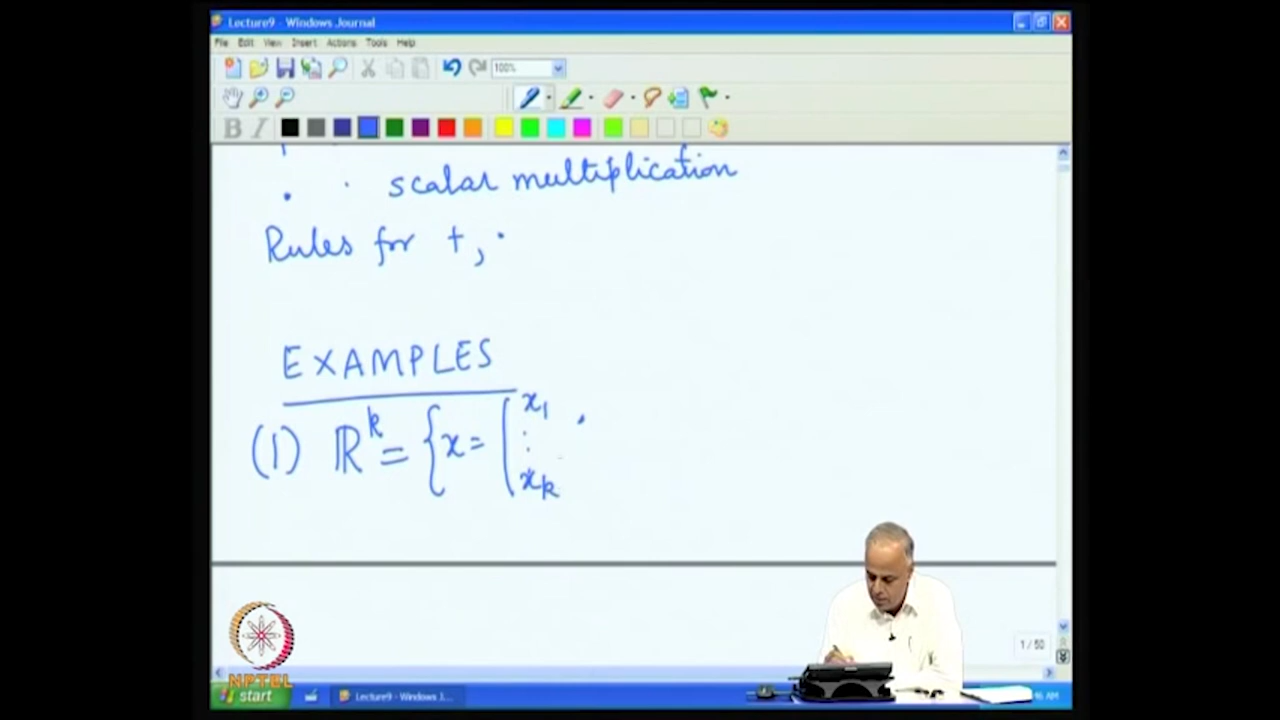 Lecture9 - Windows Journal
File Edit View Insert Actions Tools Help
100%
B I
. . scalar multiplication
Rules for +, .
EXAMPLES
(1) ℝᵏ = { x = ( x₁
⋮
xₖ
1 / 50
NPTEL
start Lecture9 - Windows J...